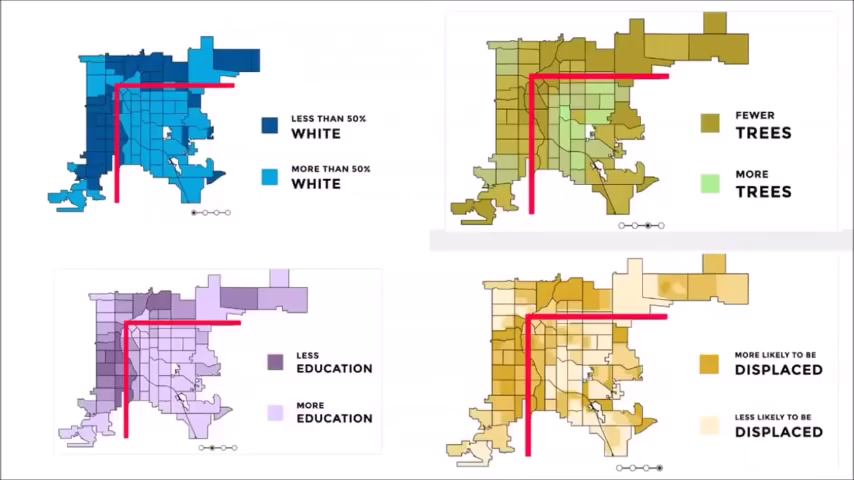 LESS THAN 50%
WHITE
MORE THAN 50%
WHITE
FEWER
TREES
MORE
TREES
LESS
EDUCATION
MORE
EDUCATION
MORE LIKELY TO BE
DISPLACED
LESS LIKELY TO BE
DISPLACED